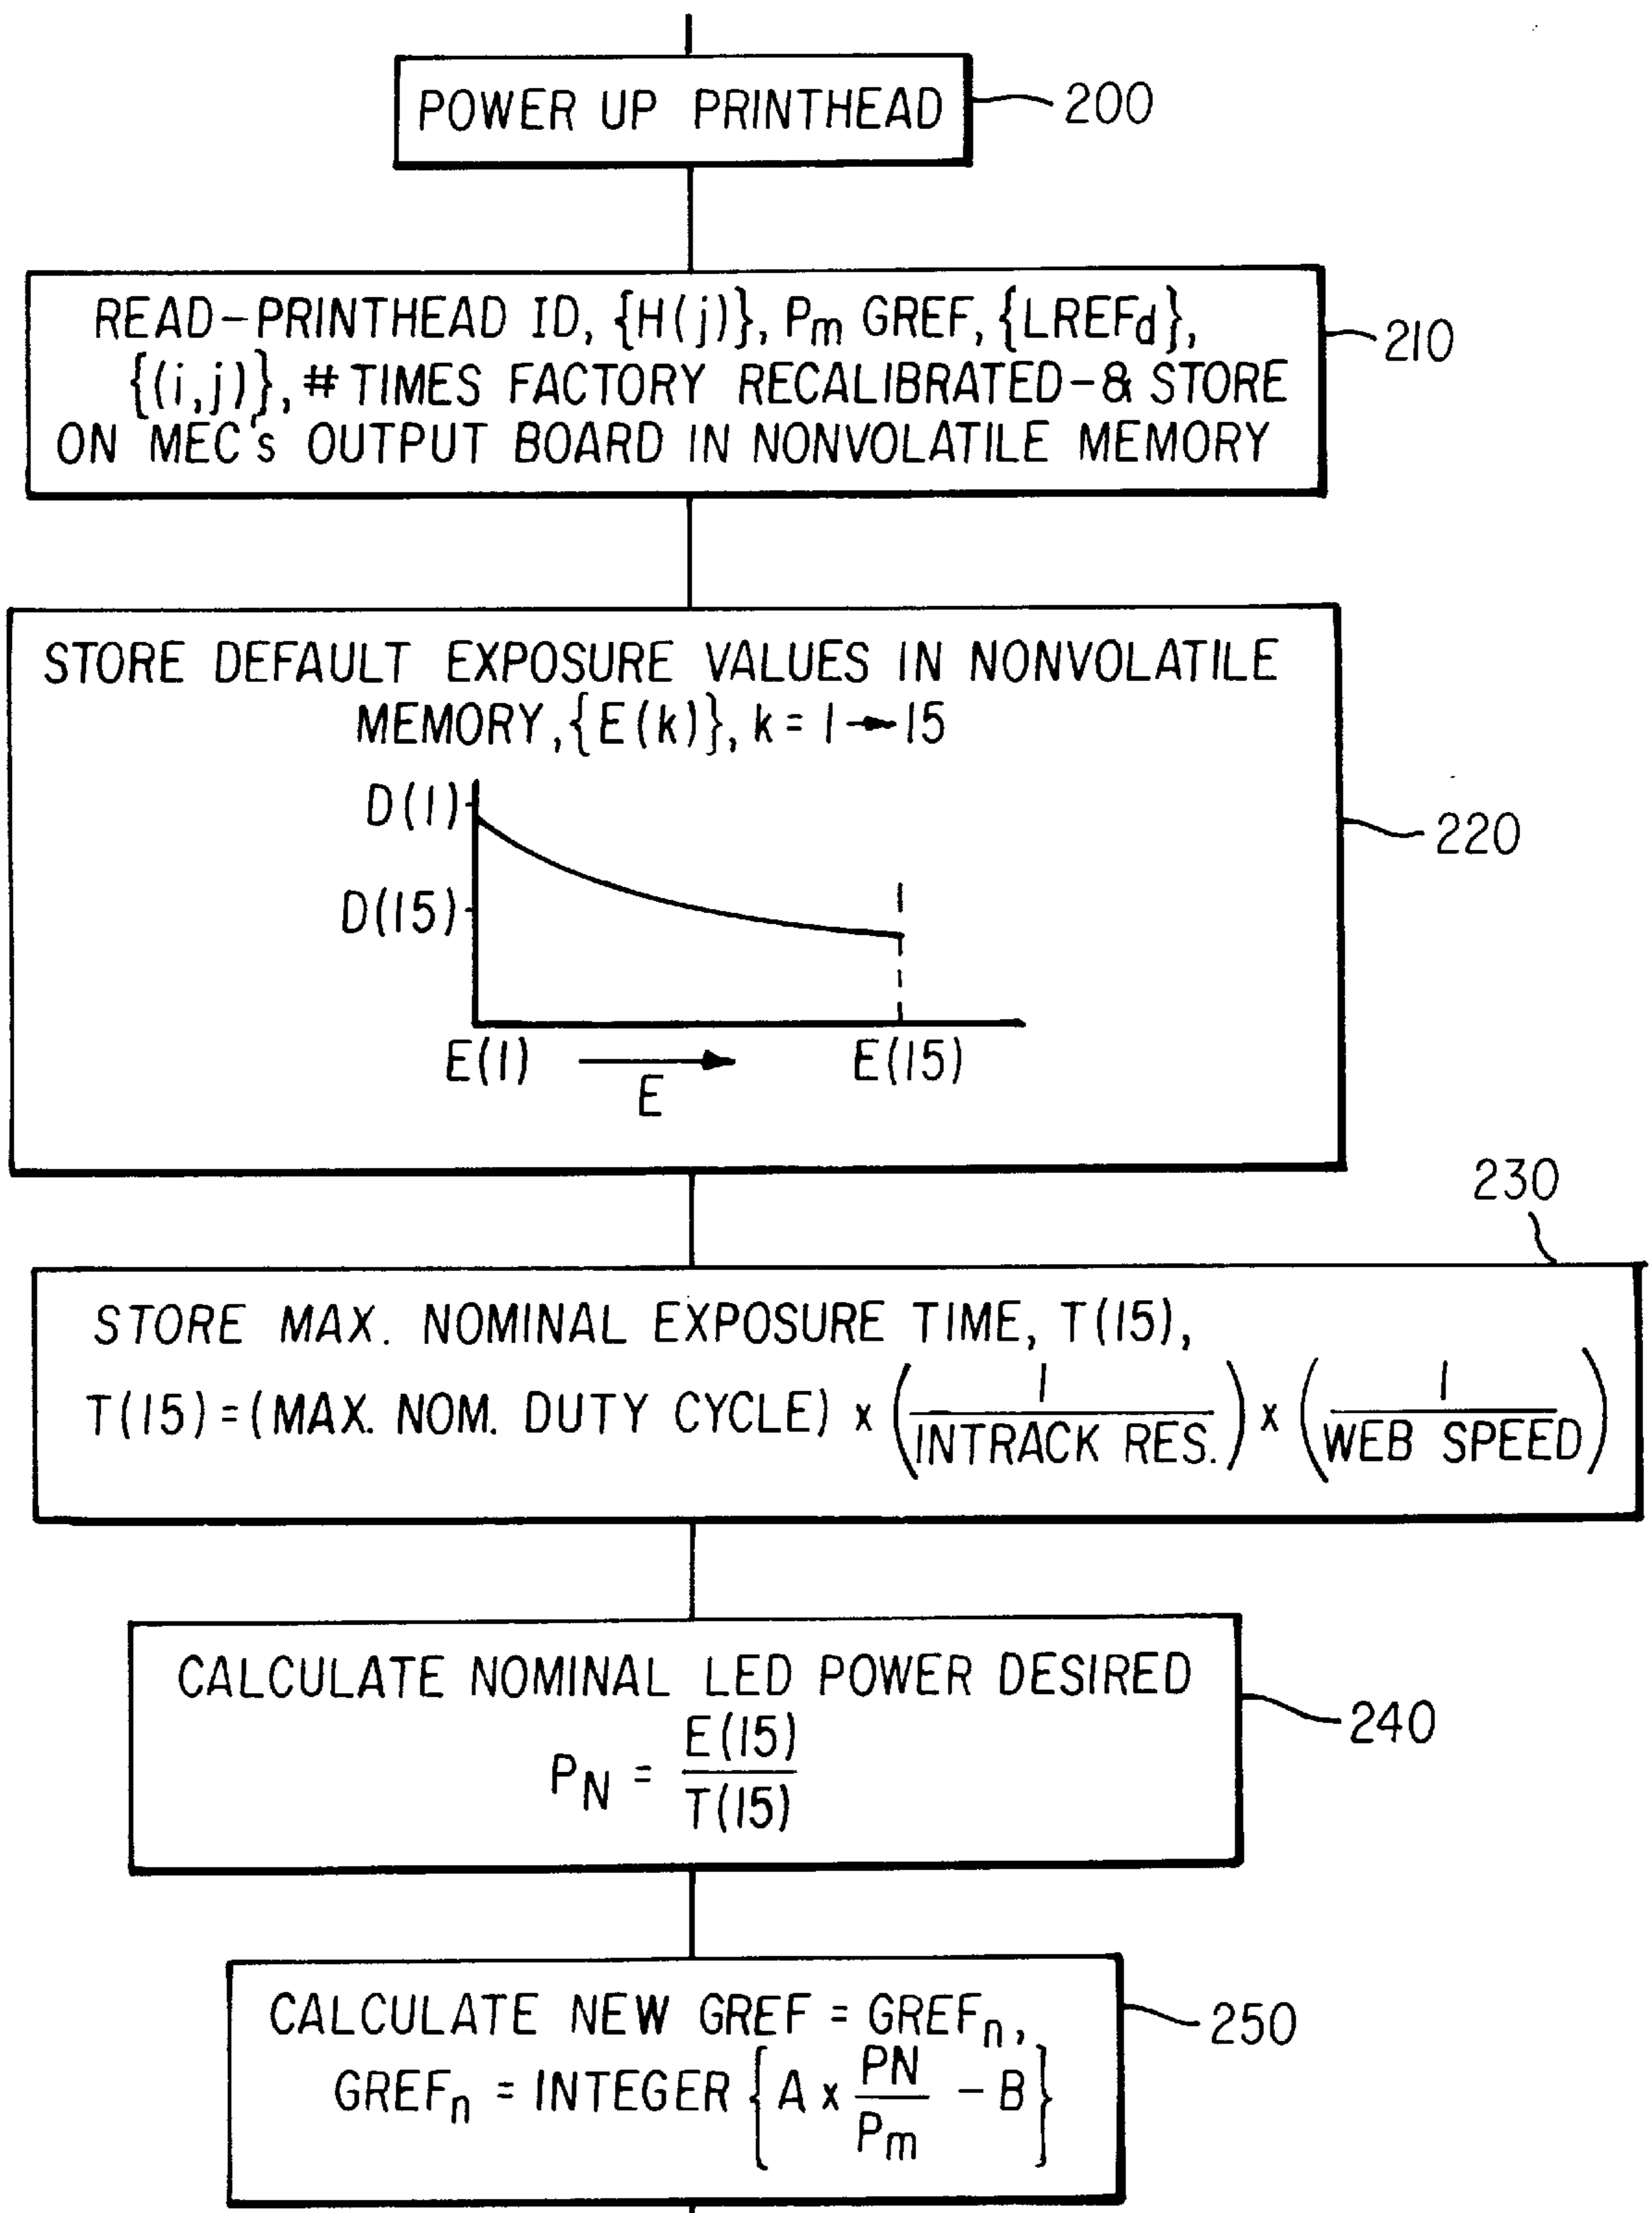 POWER UP PRINTHEAD
200
READ-PRINTHEAD ID, {H(j)}, Pm GREF, {LREFd},
{(i,j)}, # TIMES FACTORY RECALIBRATED-& STORE
ON MEC's OUTPUT BOARD IN NONVOLATILE MEMORY
210
STORE DEFAULT EXPOSURE VALUES IN NONVOLATILE
MEMORY, {E(k)}, k = 1 → 15
D(1)
D(15)
E(1)
E
E(15)
220
230
STORE MAX. NOMINAL EXPOSURE TIME, T(15),
T(15) = (MAX. NOM. DUTY CYCLE) x (1/INTRACK RES.) x (1/WEB SPEED)
CALCULATE NOMINAL LED POWER DESIRED
PN = E(15)/T(15)
240
CALCULATE NEW GREF = GREFn,
GREFn = INTEGER {A x PN/Pm - B}
250